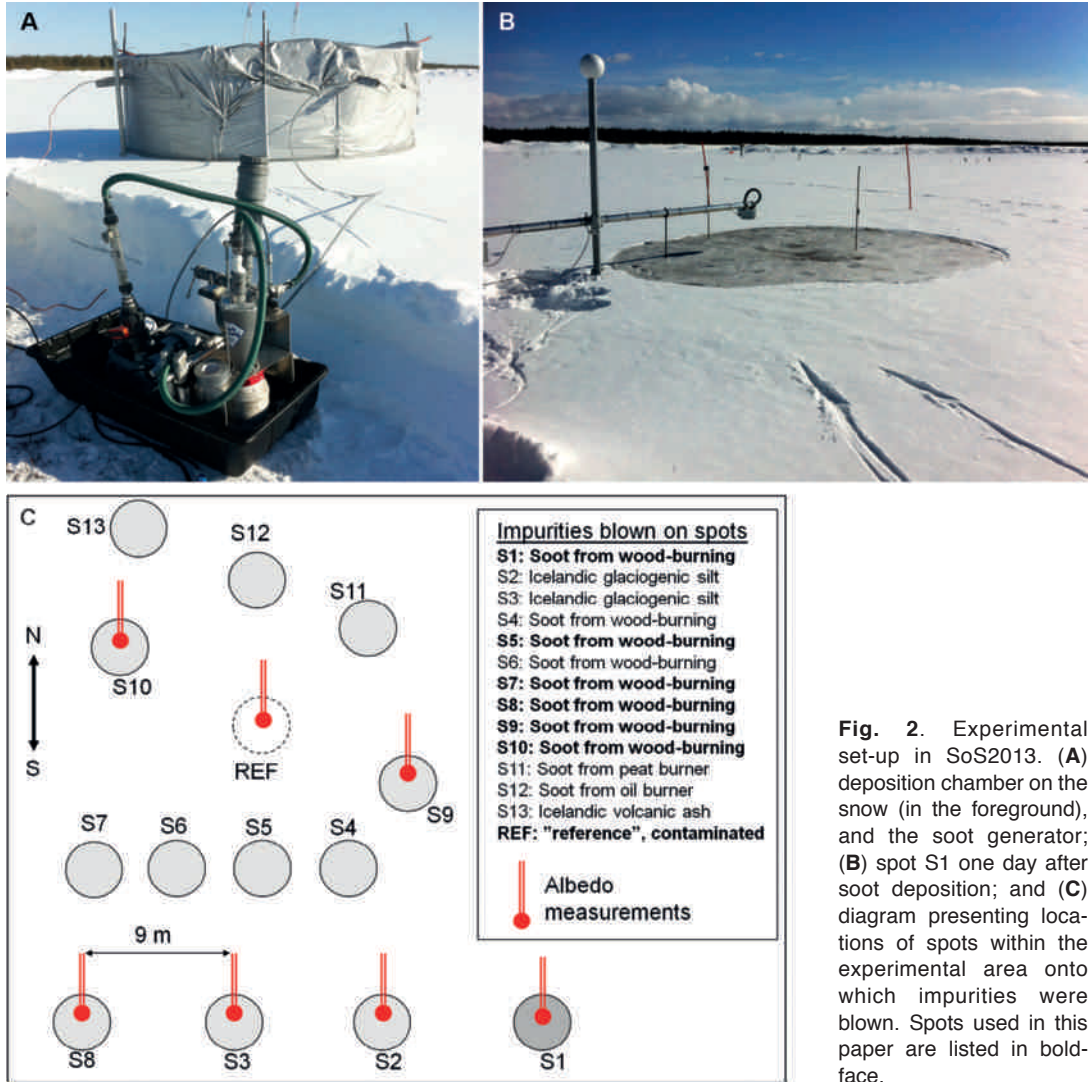 A
B
C
S13
S12
S11
N
S
S10
REF
S9
S7
S6
S5
S4
9 m
S8
S3
S2
S1
Impurities blown on spots
S1: Soot from wood-burning
S2: Icelandic glaciogenic silt
S3: Icelandic glaciogenic silt
S4: Soot from wood-burning
S5: Soot from wood-burning
S6: Soot from wood-burning
S7: Soot from wood-burning
S8: Soot from wood-burning
S9: Soot from wood-burning
S10: Soot from wood-burning
S11: Soot from peat burner
S12: Soot from oil burner
S13: Icelandic volcanic ash
REF: "reference", contaminated
Albedo
measurements
Fig. 2. Experimental
set-up in SoS2013. (A)
deposition chamber on the
snow (in the foreground),
and the soot generator;
(B) spot S1 one day after
soot deposition; and (C)
diagram presenting loca-
tions of spots within the
experimental area onto
which impurities were
blown. Spots used in this
paper are listed in bold-
face.